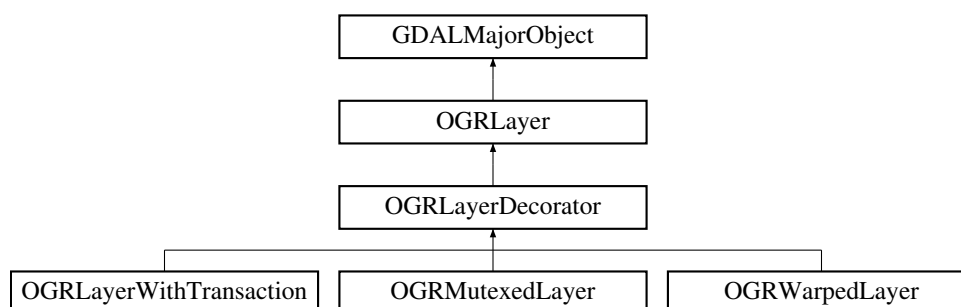 GDALMajorObject
OGRLayer
OGRLayerDecorator
OGRLayerWithTransaction
OGRMutexedLayer
OGRWarpedLayer